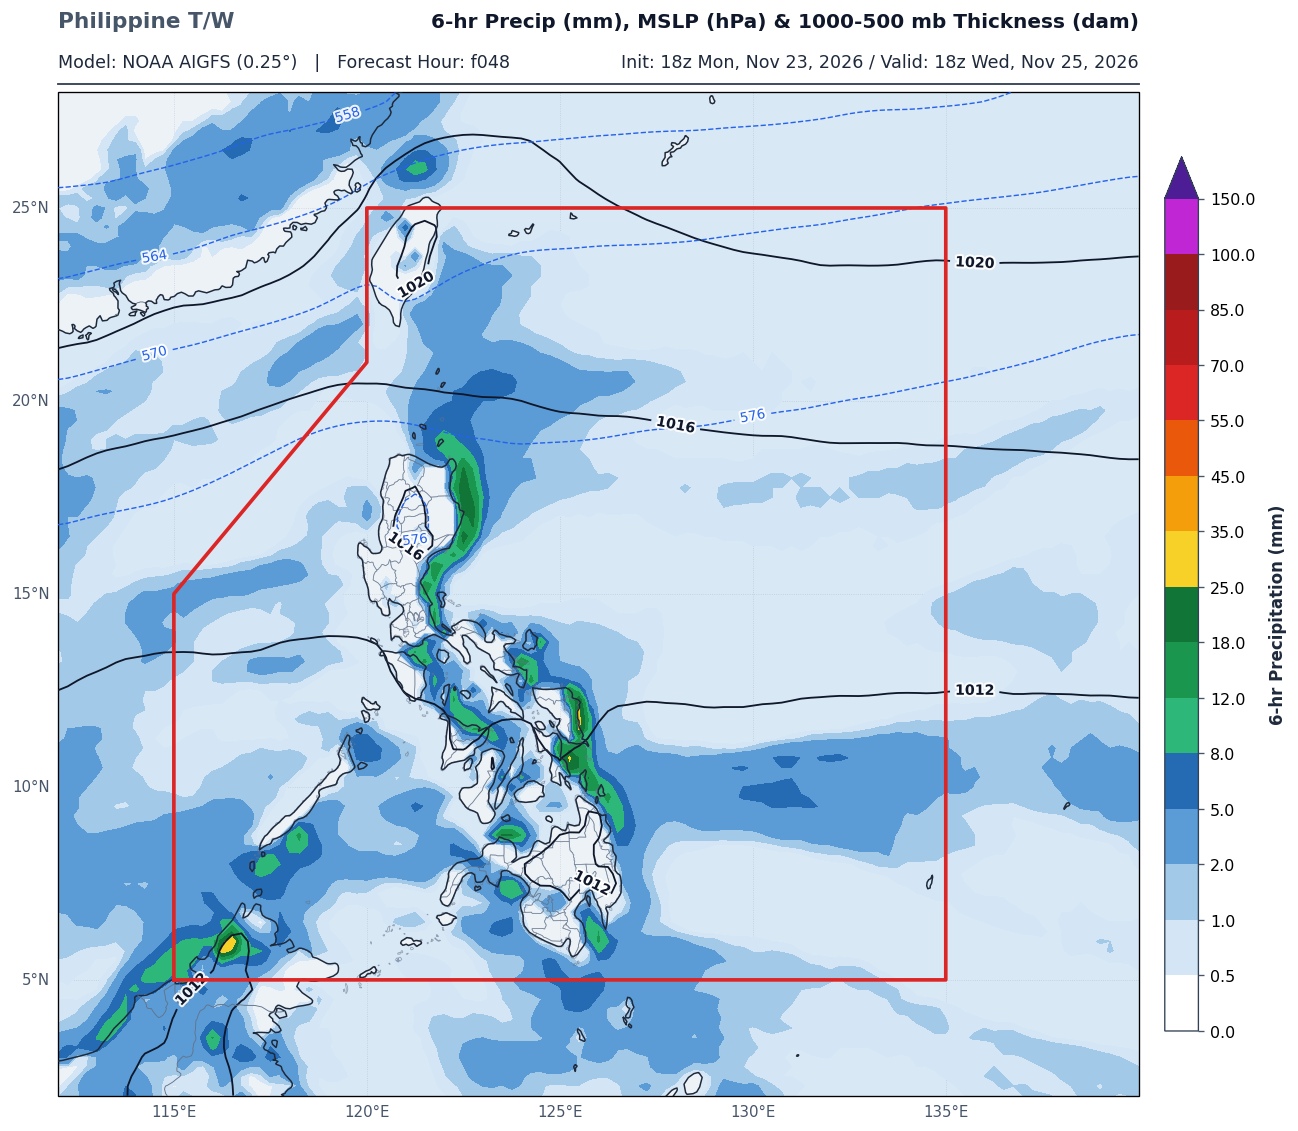 Philippine T/W
6-hr Precip (mm), MSLP (hPa) & 1000-500 mb Thickness (dam)
Model: NOAA AIGFS (0.25°) | Forecast Hour: f048
Init: 18z Mon, Nov 23, 2026 / Valid: 18z Wed, Nov 25, 2026
558
564
570
576
576
1020
1020
1016
1016
1012
1012
1012
25°N
20°N
15°N
10°N
5°N
115°E
120°E
125°E
130°E
135°E
150.0
100.0
85.0
70.0
55.0
45.0
35.0
25.0
18.0
12.0
8.0
5.0
2.0
1.0
0.5
0.0
6-hr Precipitation (mm)